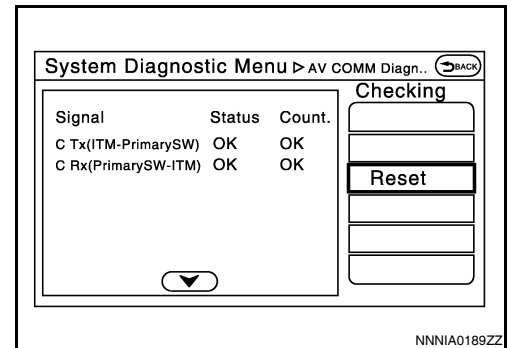 System Diagnostic Menu ▷ AV COMM Diagn.. BACK
Checking
Signal Status Count.
C Tx(ITM-PrimarySW) OK OK
C Rx(PrimarySW-ITM) OK OK
Reset
NNNIA0189ZZ